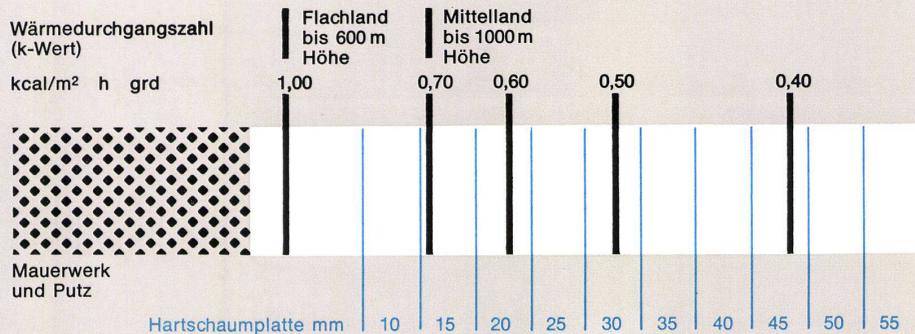 Wärmedurchgangszahl
(k-Wert)
kcal/m² h grd
Flachland
bis 600 m
Höhe
Mittelland
bis 1000 m
Höhe
1,00 0,70 0,60 0,50 0,40
Mauerwerk
und Putz
Hartschaumplatte mm 10 15 20 25 30 35 40 45 50 55